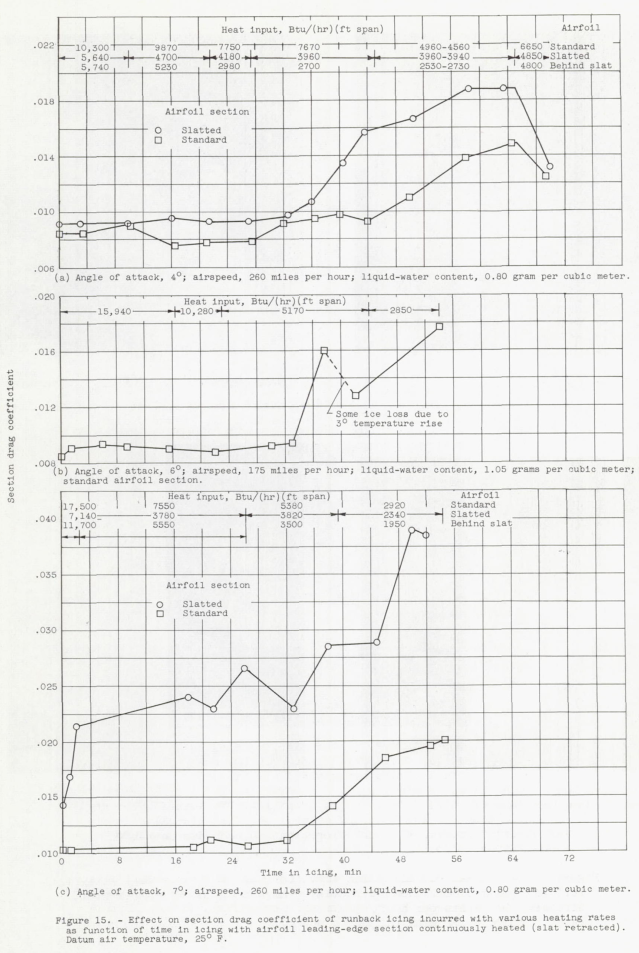 Heat input, Btu/(hr)(ft span) Airfoil
10,300 9870 7750 7670 4960-4560 6650 Standard
5,640 4700 4180 3960 3960-3940 4850 Slatted
5,740 5230 2980 2700 2530-2730 4800 Behind slat
.022
.018
.014
.010
.006
Airfoil section
Slatted
Standard
(a) Angle of attack, 4°; airspeed, 260 miles per hour; liquid-water content, 0.80 gram per cubic meter.
.020
.016
.012
.008
Heat input, Btu/(hr)(ft span)
15,940 10,280 5170 2850
Some ice loss due to
3° temperature rise
(b) Angle of attack, 6°; airspeed, 175 miles per hour; liquid-water content, 1.05 grams per cubic meter;
standard airfoil section.
Section drag coefficient
Heat input, Btu/(hr)(ft span) Airfoil
17,500 7550 5380 2920 Standard
7,140 3780 3820 2340 Slatted
11,700 5550 3500 1950 Behind slat
.040
.035
.030
.025
.020
.015
.010
Airfoil section
Slatted
Standard
0 8 16 24 32 40 48 56 64 72
Time in icing, min
(c) Angle of attack, 7°; airspeed, 260 miles per hour; liquid-water content, 0.80 gram per cubic meter.
Figure 15. - Effect on section drag coefficient of runback icing incurred with various heating rates
as function of time in icing with airfoil leading-edge section continuously heated (slat retracted).
Datum air temperature, 25° F.